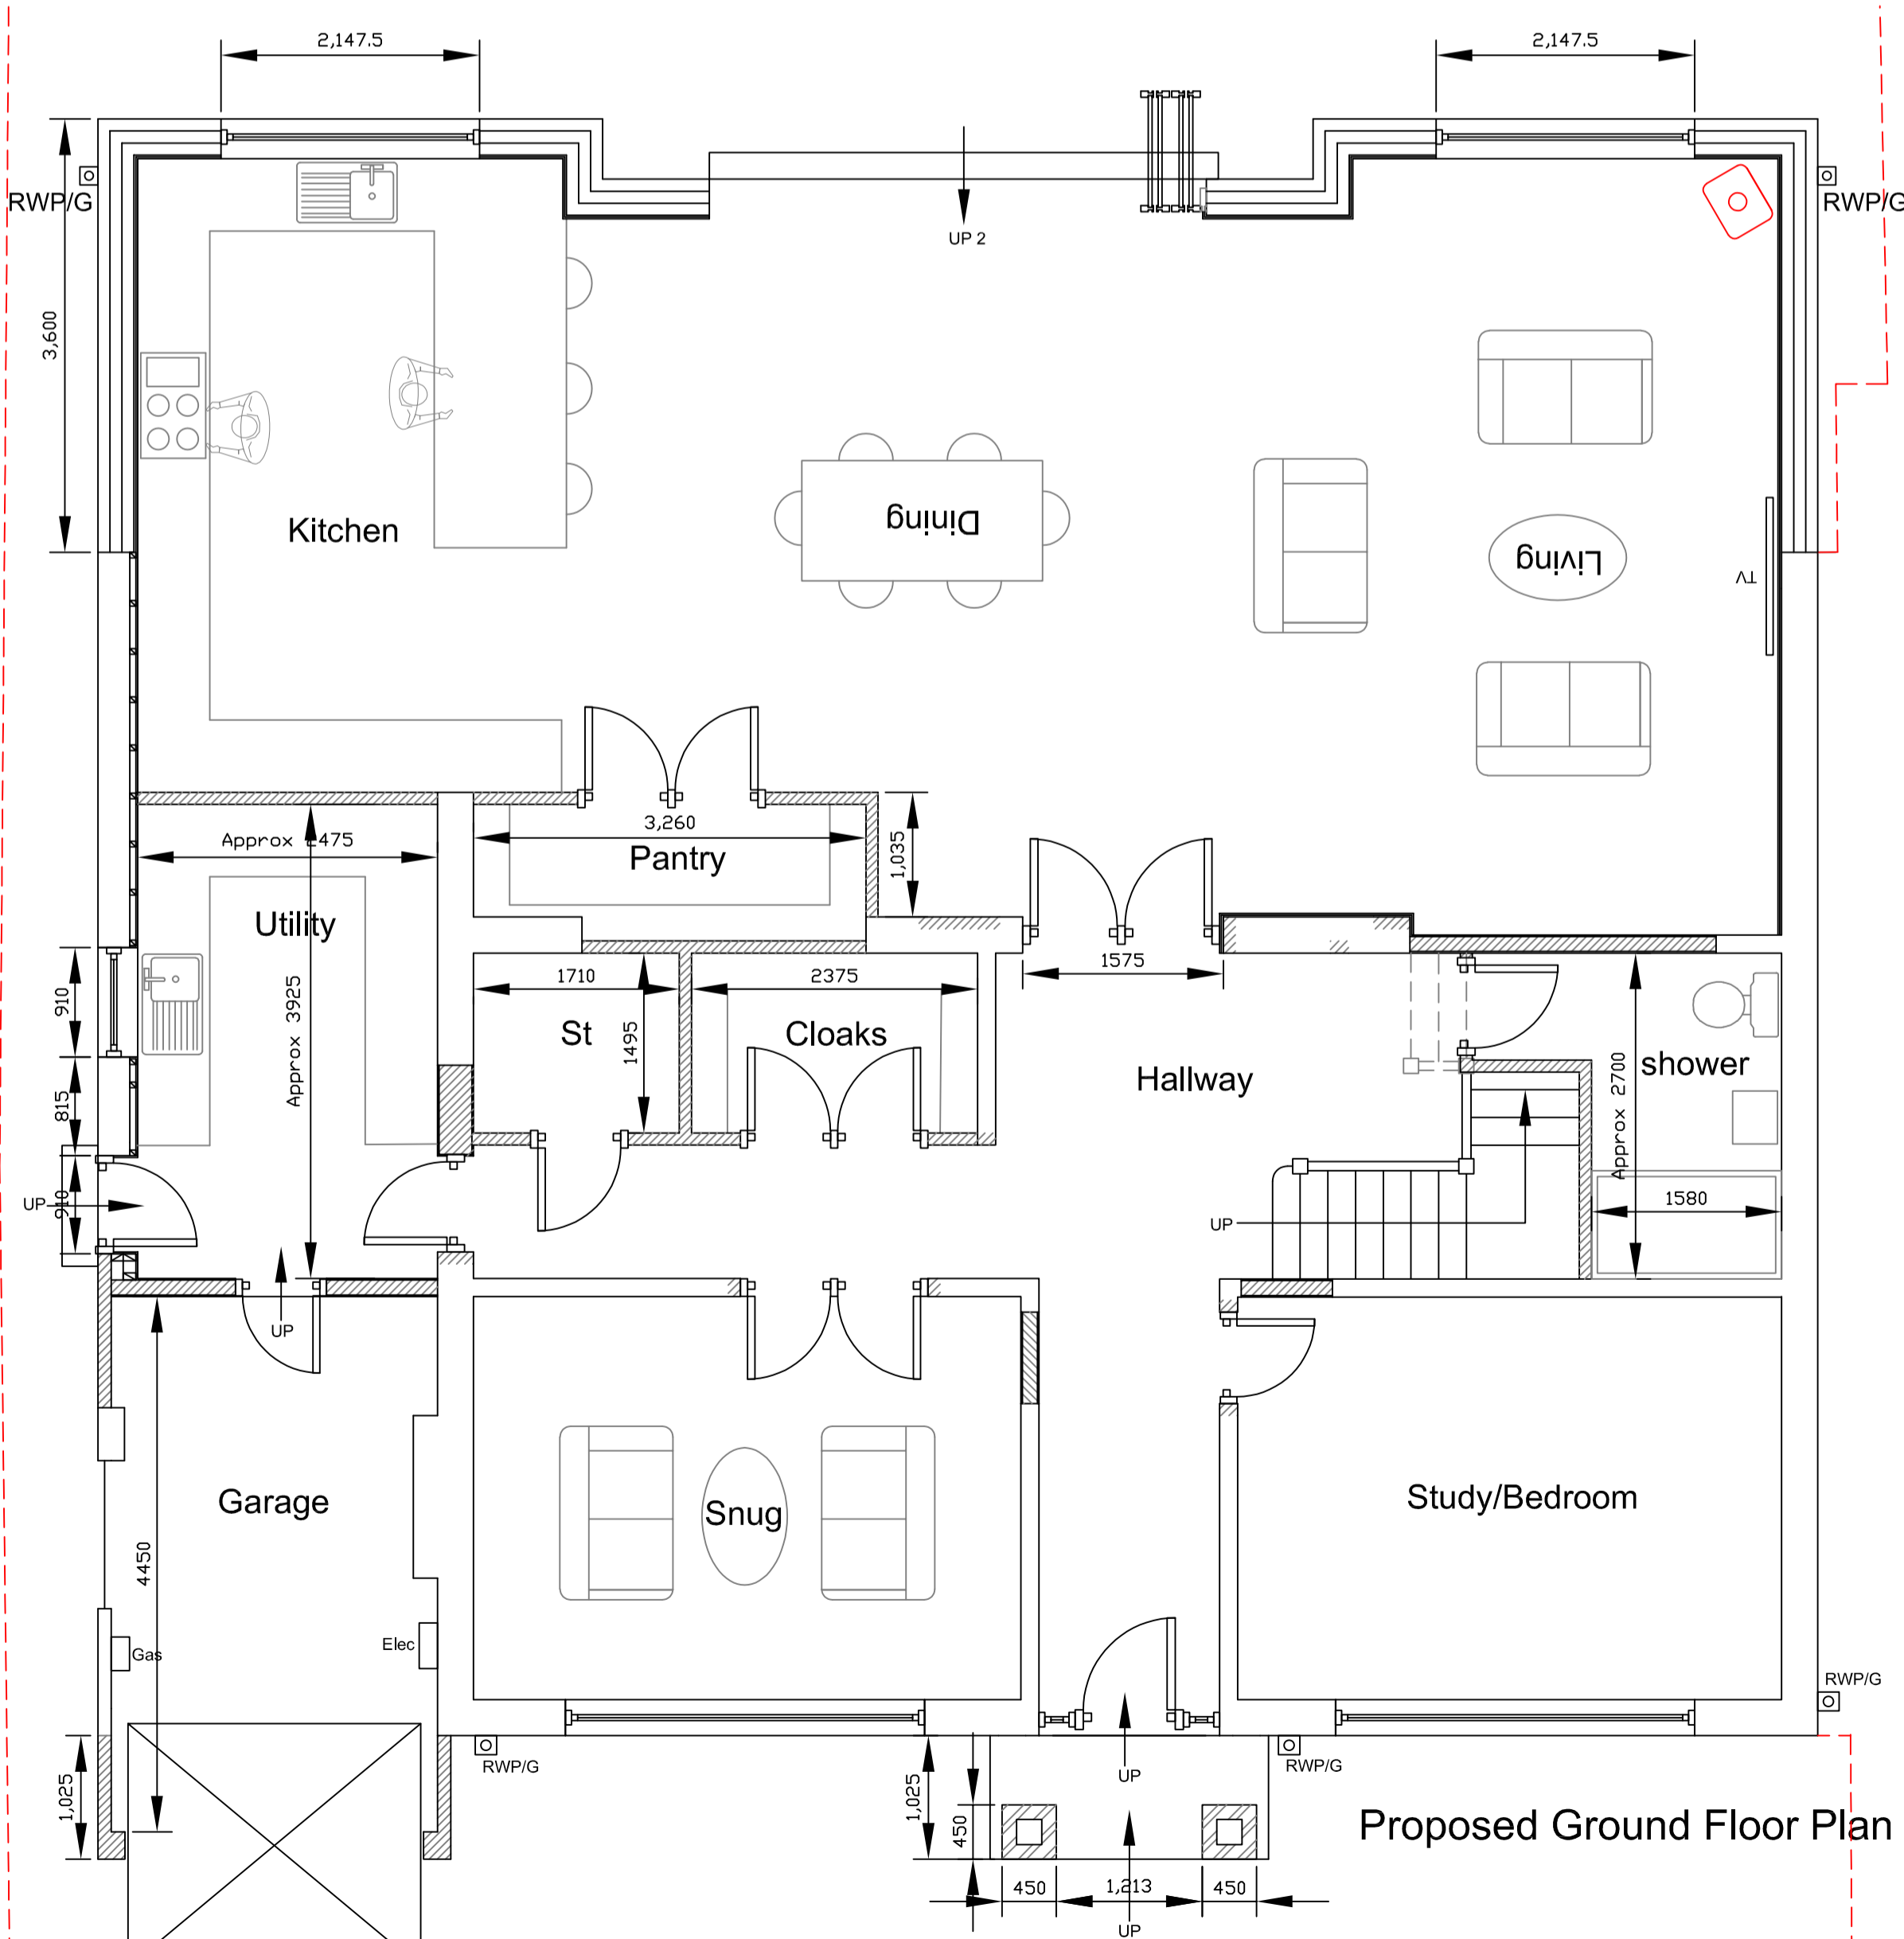 2,147.5
2,147.5
RWP/G
RWP/G
UP 2
3,600
Kitchen
Dining
Living
TV
3,260
Approx 2475
Pantry
1,035
Utility
1575
1710
2375
910
Approx 3925
St
1495
Cloaks
Hallway
shower
815
Approx 2700
UP
910
UP
1580
UP
Garage
Snug
Study/Bedroom
4450
Gas
Elec
RWP/G
RWP/G
RWP/G
UP
1,025
1,025
450
Proposed Ground Floor Plan
450
1,213
450
UP